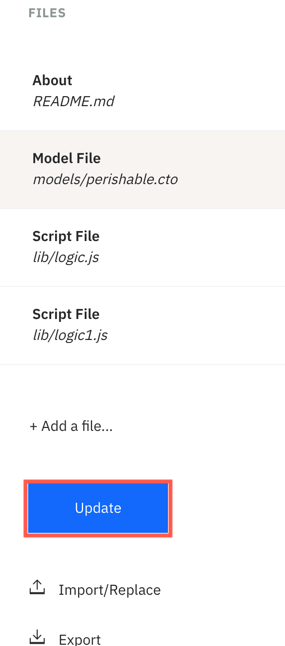 FILES
About
README.md
Model File
models/perishable.cto
Script File
lib/logic.js
Script File
lib/logic1.js
+ Add a file...
Update
Import/Replace
Export